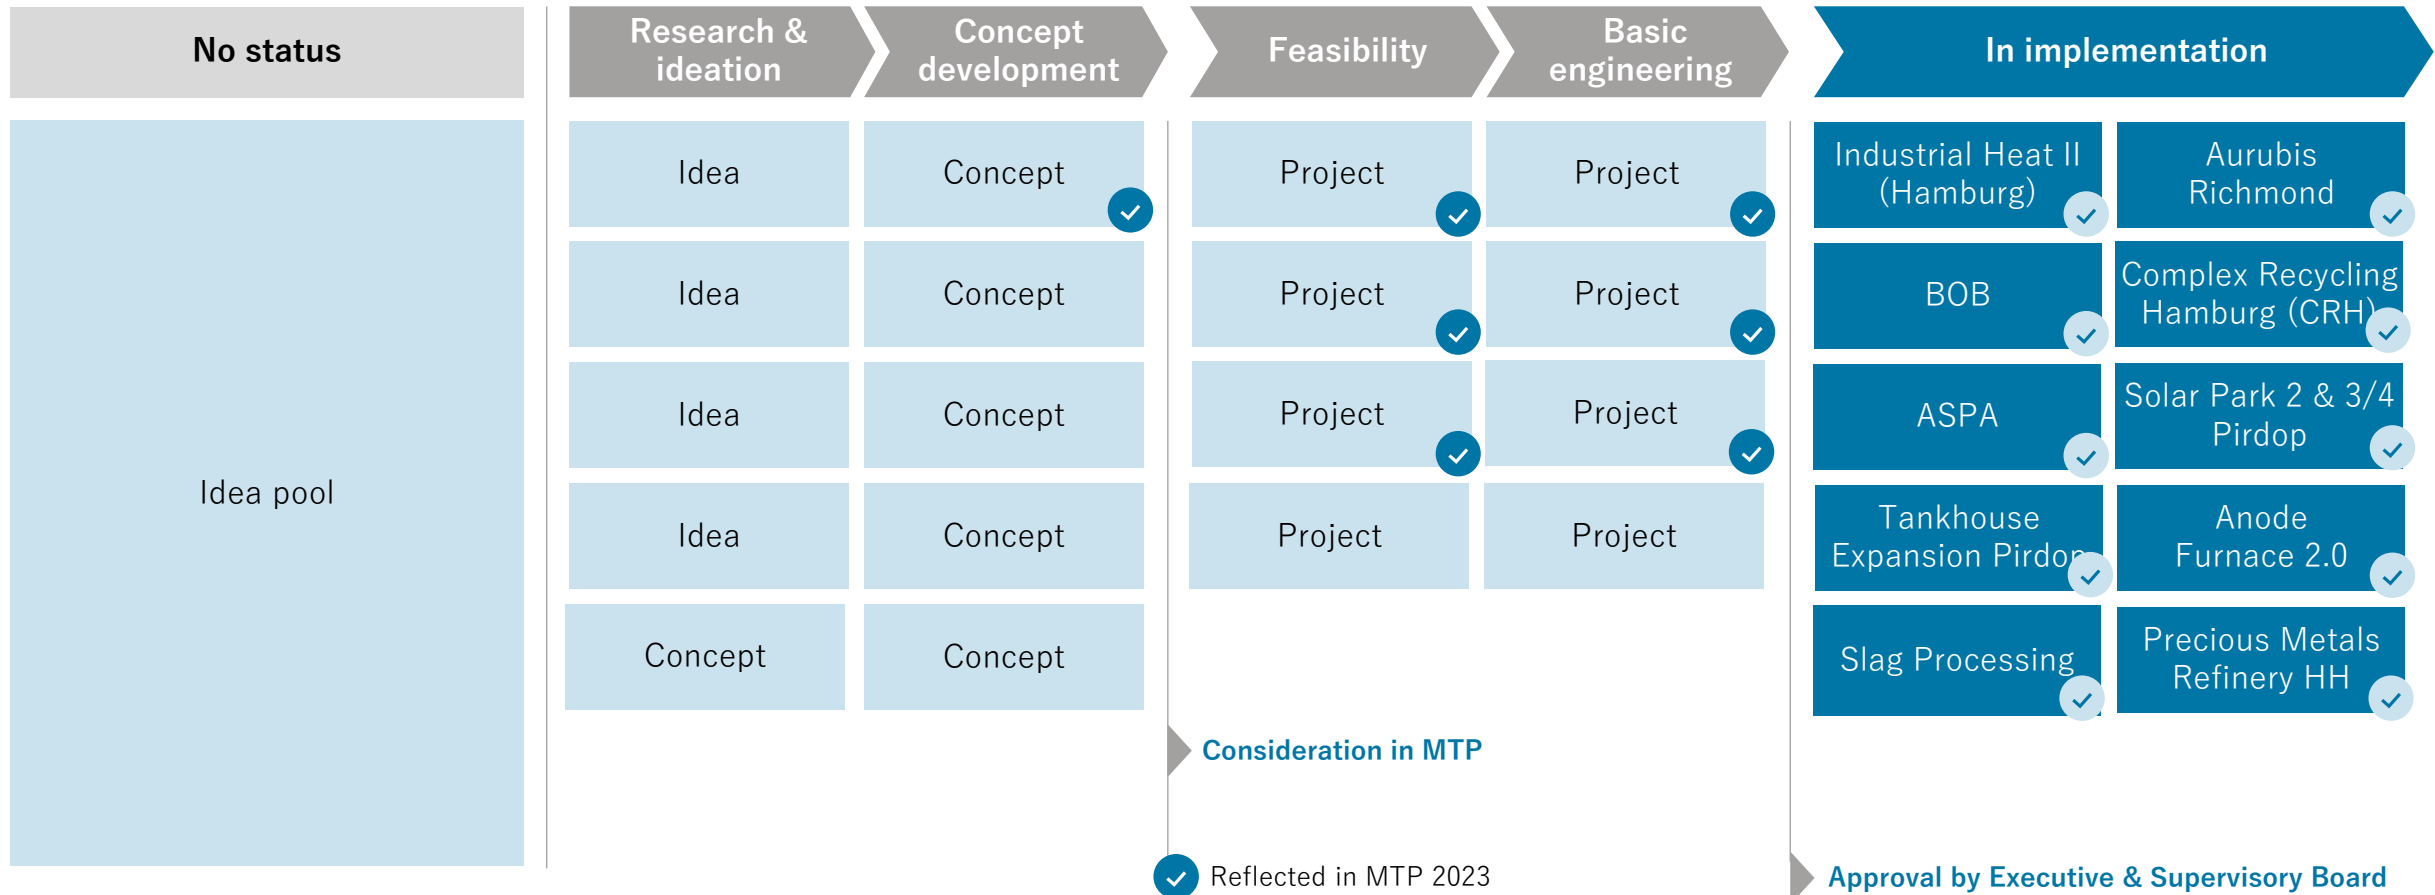 No status
Research &
ideation
Concept
development
Feasibility
Basic
engineering
In implementation
Idea pool
Idea
Concept
Project
Project
Industrial Heat II
(Hamburg)
Aurubis
Richmond
Idea
Concept
Project
Project
BOB
Complex Recycling
Hamburg (CRH)
Idea
Concept
Project
Project
ASPA
Solar Park 2 & 3/4
Pirdop
Idea
Concept
Project
Project
Tankhouse
Expansion Pirdop
Anode
Furnace 2.0
Concept
Concept
Slag Processing
Precious Metals
Refinery HH
Consideration in MTP
Reflected in MTP 2023
Approval by Executive & Supervisory Board